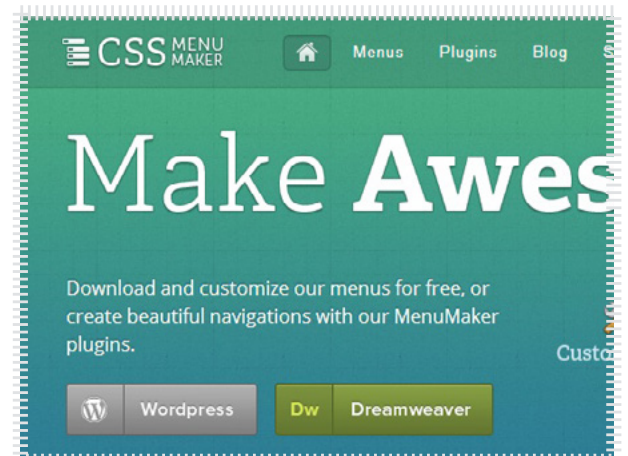 CSS MENU MAKER
Menus Plugins Blog S
Make Awes
Download and customize our menus for free, or
create beautiful navigations with our MenuMaker
plugins.
Custo
Wordpress Dw Dreamweaver